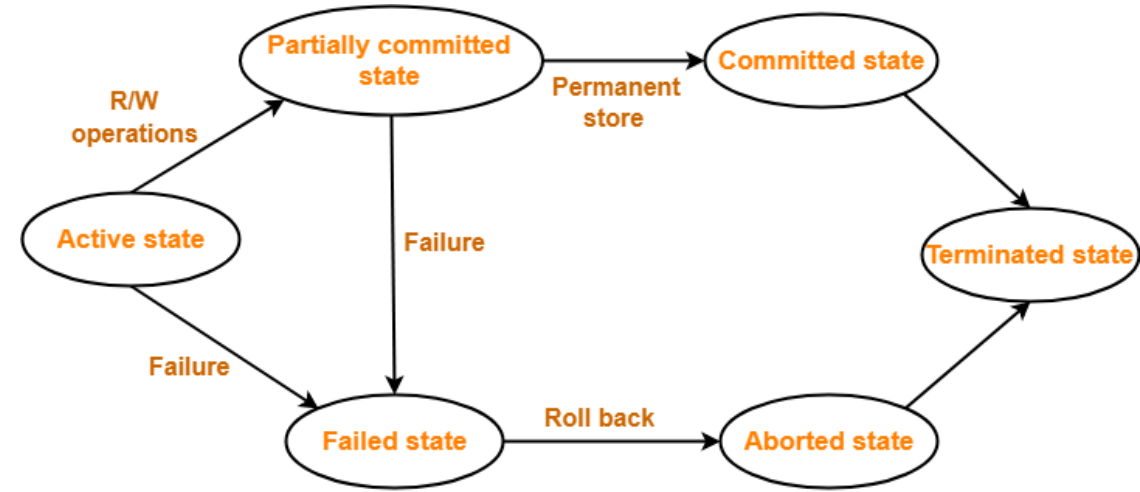 Partially committed
state
Committed state
R/W
operations
Permanent
store
Active state
Failure
Terminated state
Failure
Failed state
Roll back
Aborted state